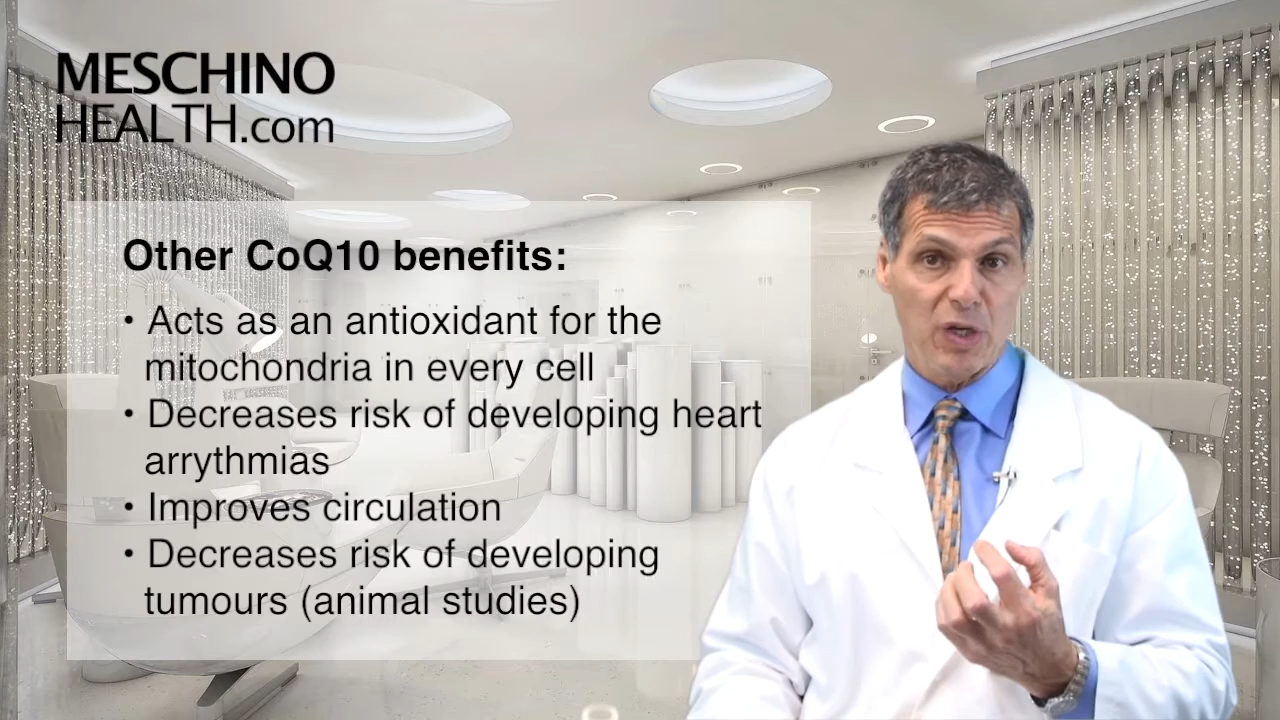 MESCHINO
HEALTH.com
Other CoQ10 benefits:
• Acts as an antioxidant for the
mitochondria in every cell
• Decreases risk of developing heart
arrythmias
• Improves circulation
• Decreases risk of developing
tumours (animal studies)